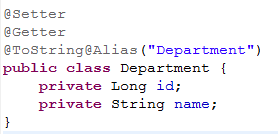 @Setter
@Getter
@ToString@Alias("Department")
public class Department {
    private Long id;
    private String name;
}